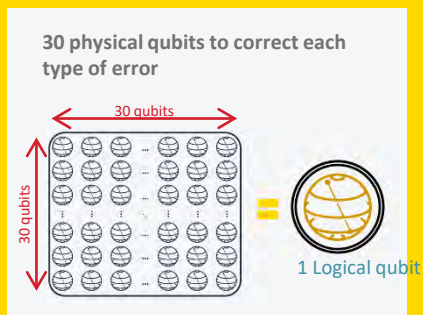 30 physical qubits to correct each
type of error
30 qubits
30 qubits
1 Logical qubit